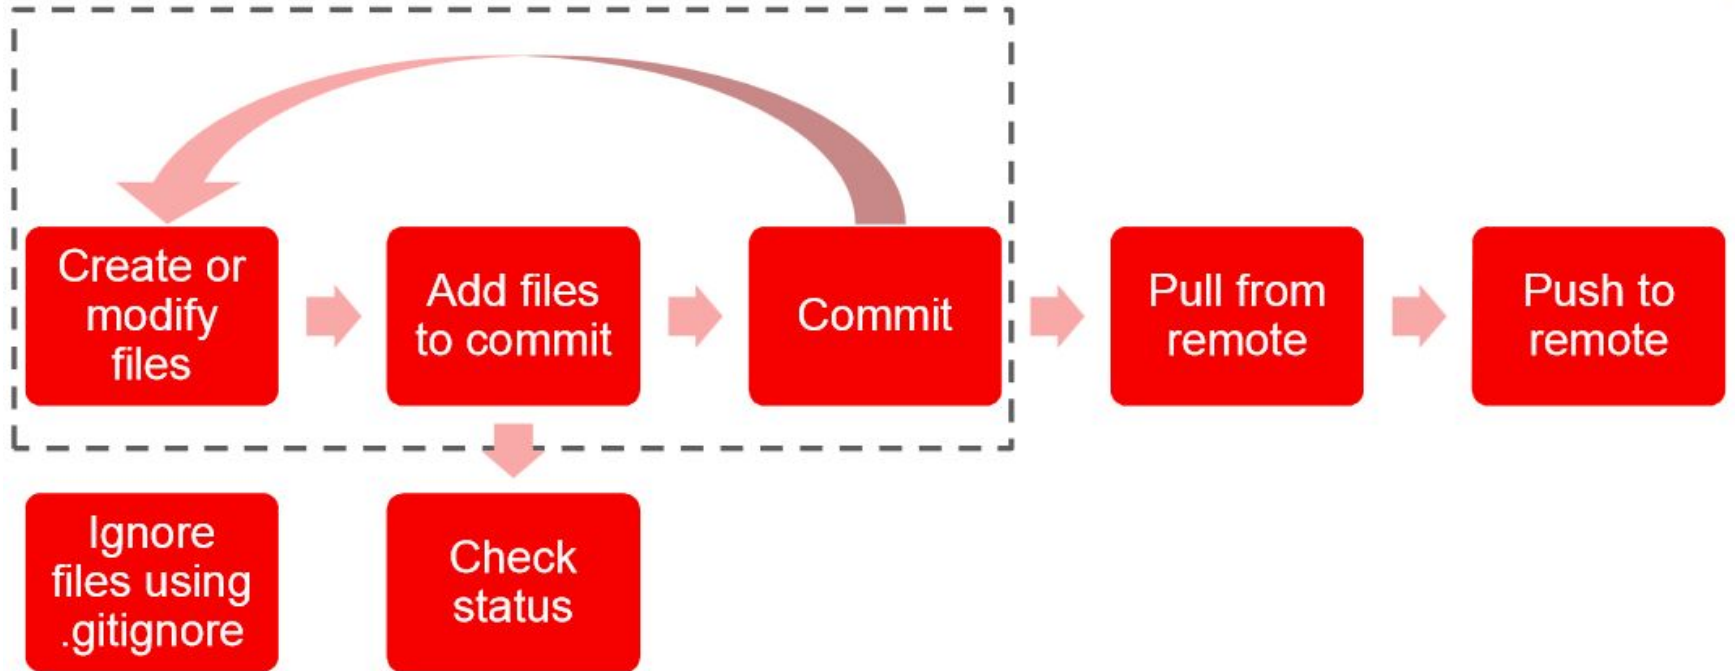 Create or
modify
files
Add files
to commit
Commit
Pull from
remote
Push to
remote
Ignore
files using
.gitignore
Check
status